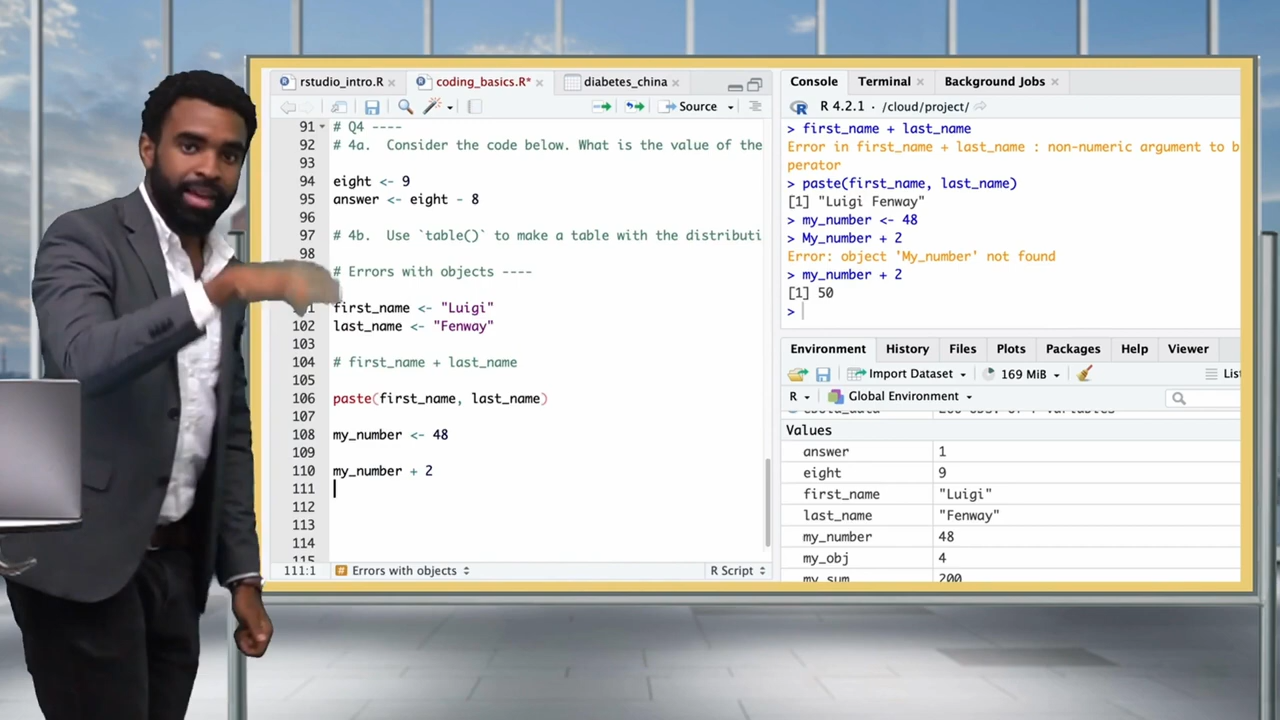 rstudio_intro.R
coding_basics.R*
diabetes_china
Source
91 # Q4 ----
92 # 4a. Consider the code below. What is the value of the
93
94 eight <- 9
95 answer <- eight - 8
96
97 # 4b. Use `table()` to make a table with the distributi
98
# Errors with objects ----
first_name <- "Luigi"
102 last_name <- "Fenway"
103
104 # first_name + last_name
105
106 paste(first_name, last_name)
107
108 my_number <- 48
109
110 my_number + 2
111
112
113
114
115
111:1 # Errors with objects R Script
Console Terminal Background Jobs
R 4.2.1 · /cloud/project/
> first_name + last_name
Error in first_name + last_name : non-numeric argument to b
perator
> paste(first_name, last_name)
[1] "Luigi Fenway"
> my_number <- 48
> My_number + 2
Error: object 'My_number' not found
> my_number + 2
[1] 50
>
Environment History Files Plots Packages Help Viewer
Import Dataset 169 MiB List
R Global Environment
Values
answer 1
eight 9
first_name "Luigi"
last_name "Fenway"
my_number 48
my_obj 4
my_sum 200